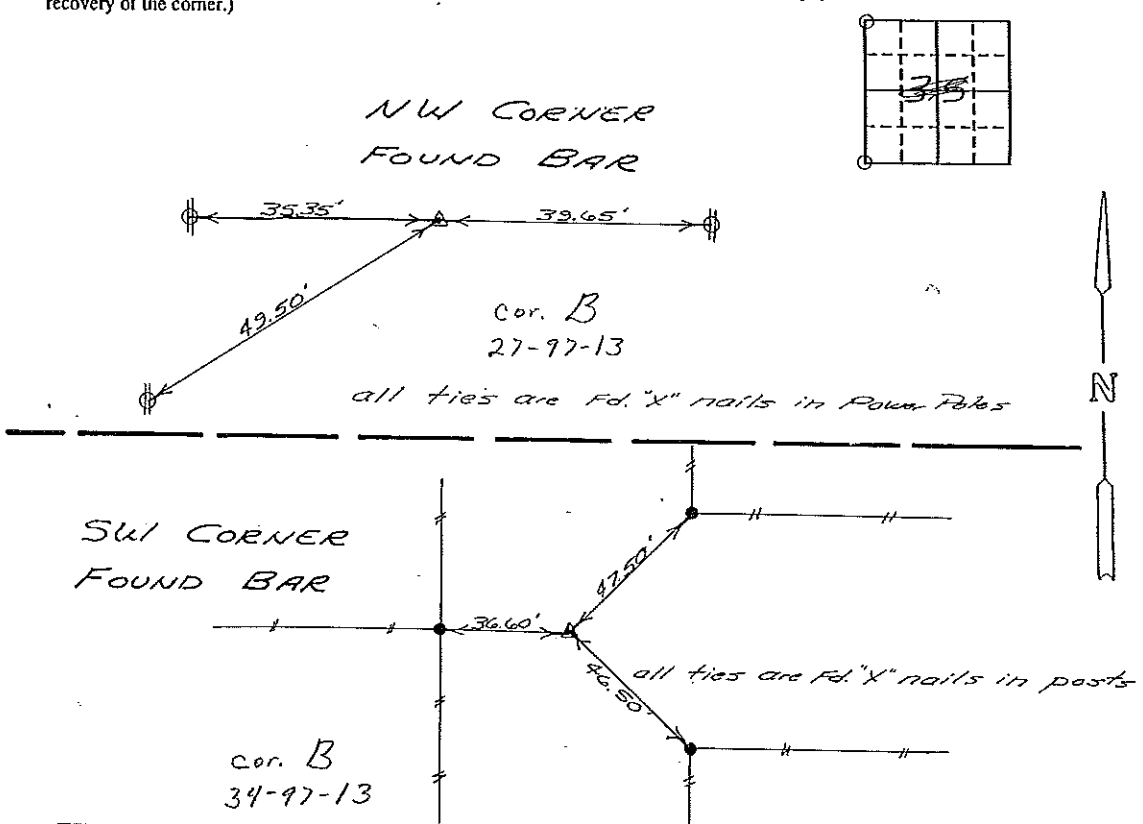 recovery of the corner.)
35
NW CORNER
FOUND BAR
35.35'
39.65'
49.50'
cor. B
27-97-13
all ties are Fd. "X" nails in Power Poles
N
SW CORNER
FOUND BAR
47.50'
36.60'
46.50'
all ties are Fd. "X" nails in posts
cor. B
34-97-13